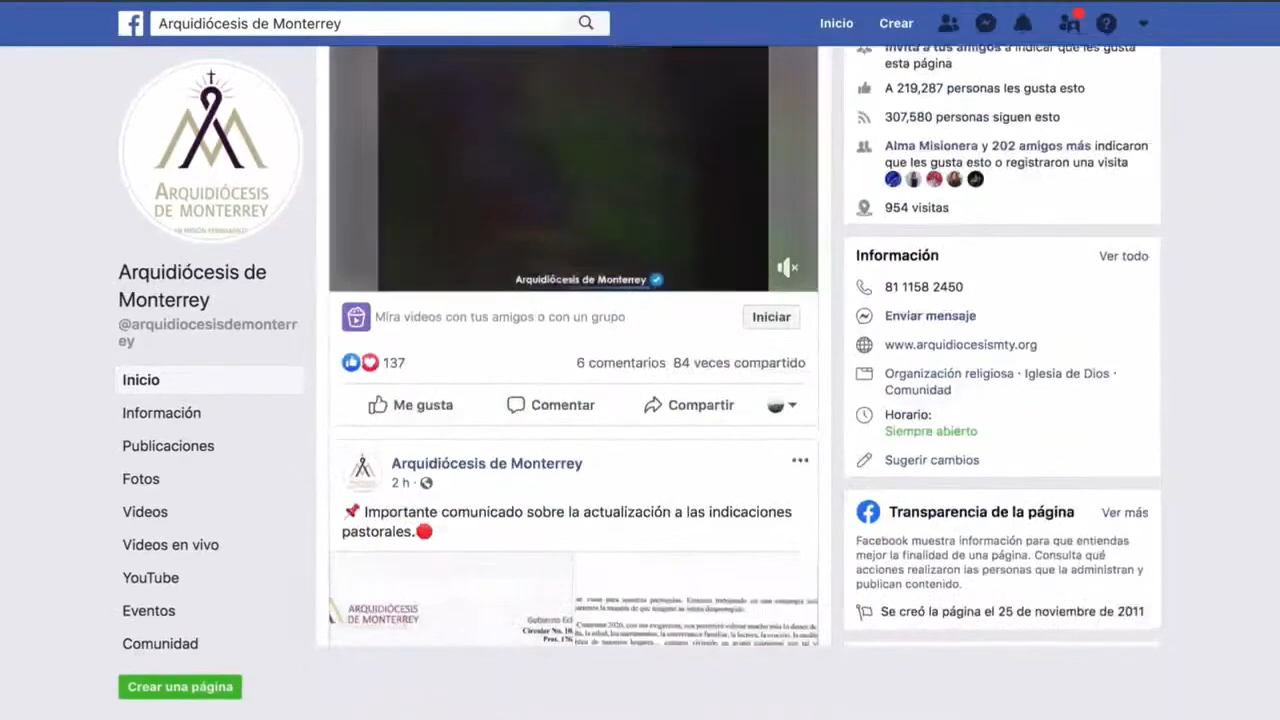 Arquidiócesis de Monterrey
Inicio
Crear
ARQUIDIÓCESIS
DE MONTERREY
Arquidiócesis de
Monterrey
@arquidiocesisdemonterr
ey
Inicio
Información
Publicaciones
Fotos
Videos
Videos en vivo
YouTube
Eventos
Comunidad
Crear una página
Arquidiócesis de Monterrey
Mira videos con tus amigos o con un grupo
Iniciar
137
6 comentarios 84 veces compartido
Me gusta
Comentar
Compartir
Arquidiócesis de Monterrey
2 h ·
Importante comunicado sobre la actualización a las indicaciones
pastorales.
ARQUIDIÓCESIS
DE MONTERREY
Circular No. 10
Prot. 176
Invita a tus amigos a indicar que les gusta
esta página
A 219,287 personas les gusta esto
307,580 personas siguen esto
Alma Misionera y 202 amigos más indicaron
que les gusta esto o registraron una visita
954 visitas
Información
Ver todo
81 1158 2450
Enviar mensaje
www.arquidiocesismty.org
Organización religiosa · Iglesia de Dios ·
Comunidad
Horario:
Siempre abierto
Sugerir cambios
Transparencia de la página
Ver más
Facebook muestra información para que entiendas
mejor la finalidad de una página. Consulta qué
acciones realizaron las personas que la administran y
publican contenido.
Se creó la página el 25 de noviembre de 2011